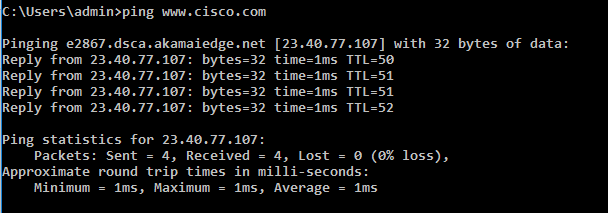 C:\Users\admin>ping www.cisco.com
Pinging e2867.dsca.akamaiedge.net [23.40.77.107] with 32 bytes of data:
Reply from 23.40.77.107: bytes=32 time=1ms TTL=50
Reply from 23.40.77.107: bytes=32 time=1ms TTL=51
Reply from 23.40.77.107: bytes=32 time=1ms TTL=51
Reply from 23.40.77.107: bytes=32 time=1ms TTL=52
Ping statistics for 23.40.77.107:
Packets: Sent = 4, Received = 4, Lost = 0 (0% loss),
Approximate round trip times in milli-seconds:
Minimum = 1ms, Maximum = 1ms, Average = 1ms